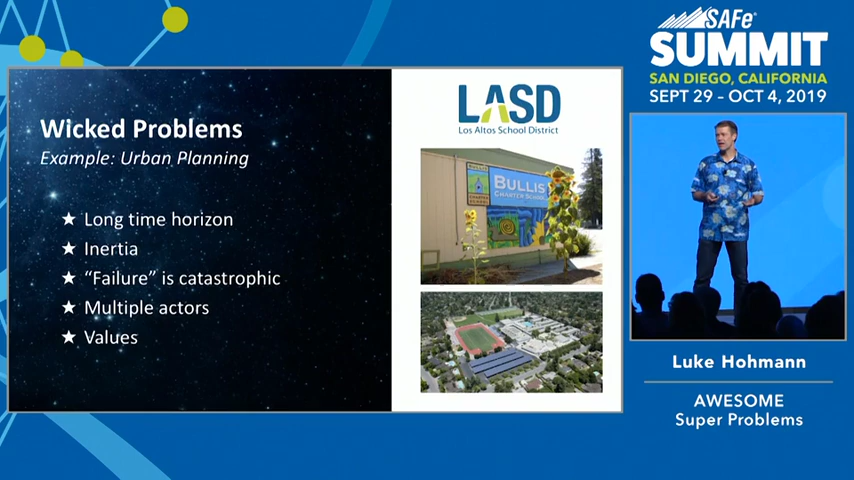 Wicked Problems
Example: Urban Planning
★ Long time horizon
★ Inertia
★ “Failure” is catastrophic
★ Multiple actors
★ Values
LASD
Los Altos School District
BULLIS
CHARTER SCHOOL
SAFe®
SUMMIT
SAN DIEGO, CALIFORNIA
SEPT 29 – OCT 4, 2019
Luke Hohmann
AWESOME
Super Problems